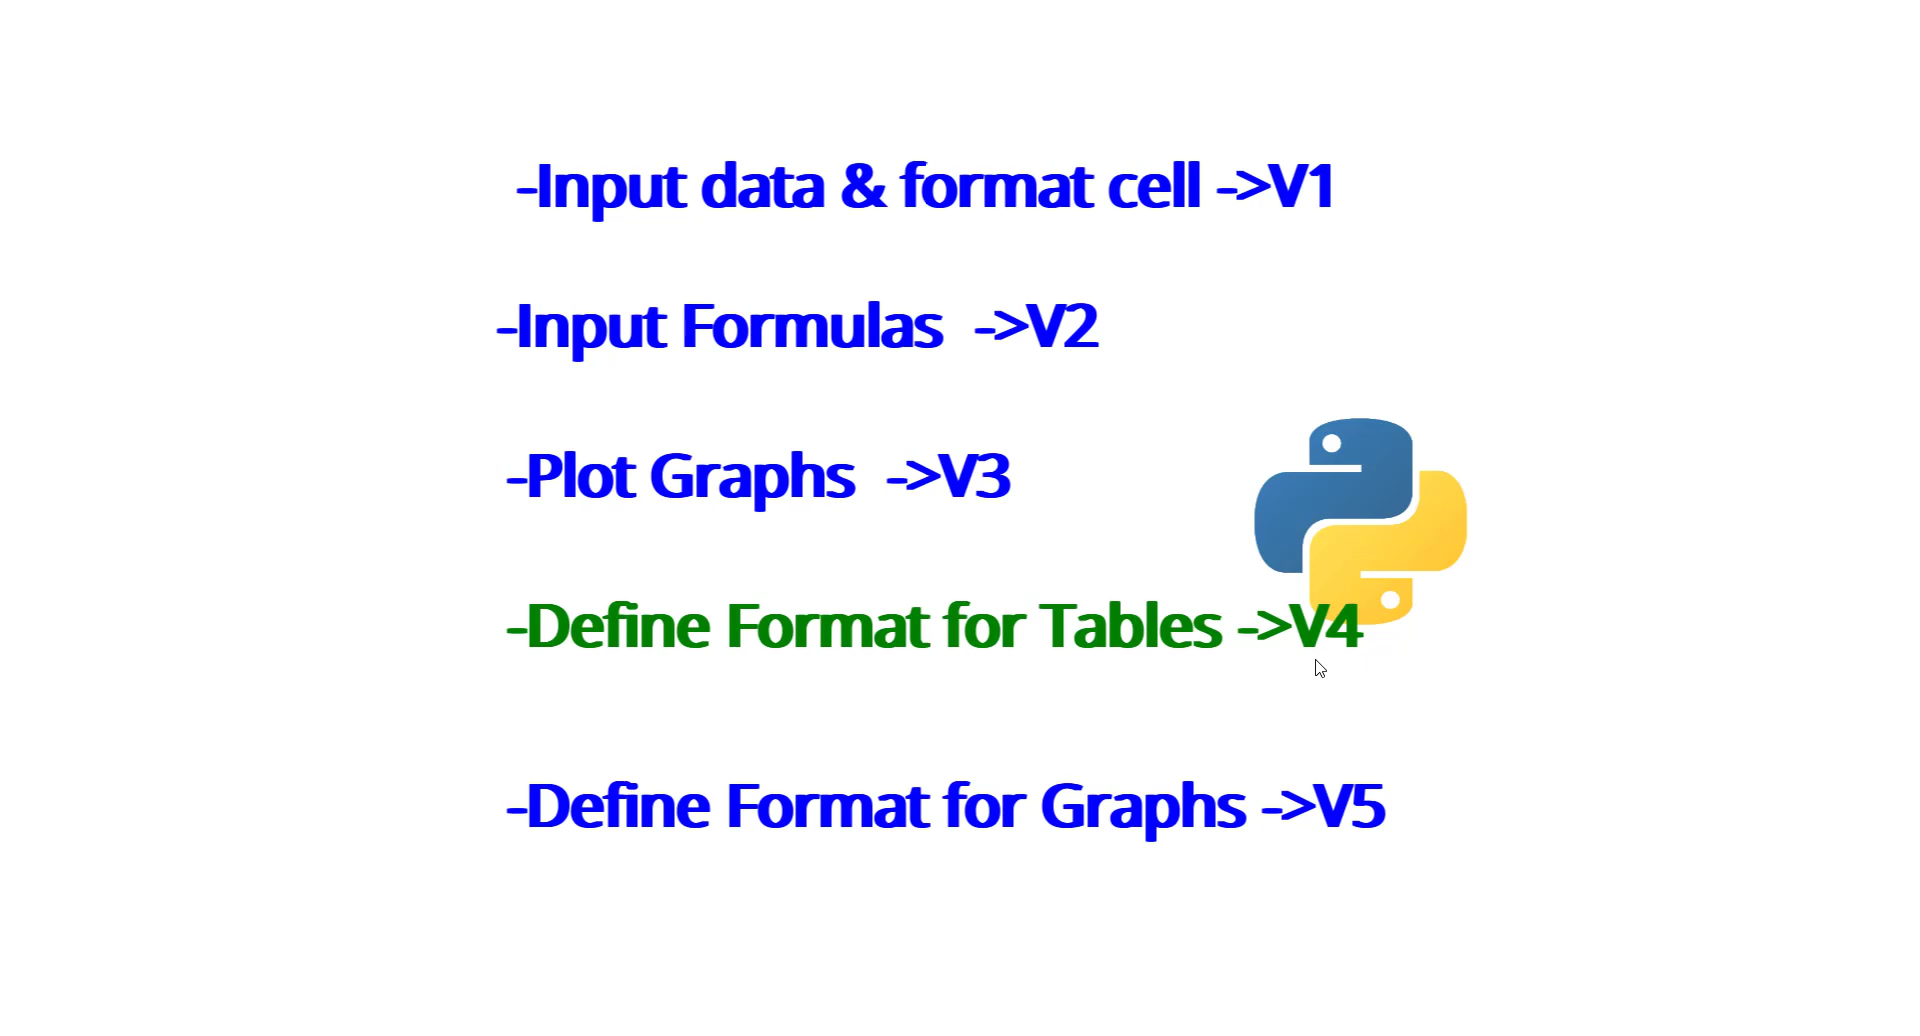 -Input data & format cell ->V1
-Input Formulas ->V2
-Plot Graphs ->V3
-Define Format for Tables ->V4
-Define Format for Graphs ->V5